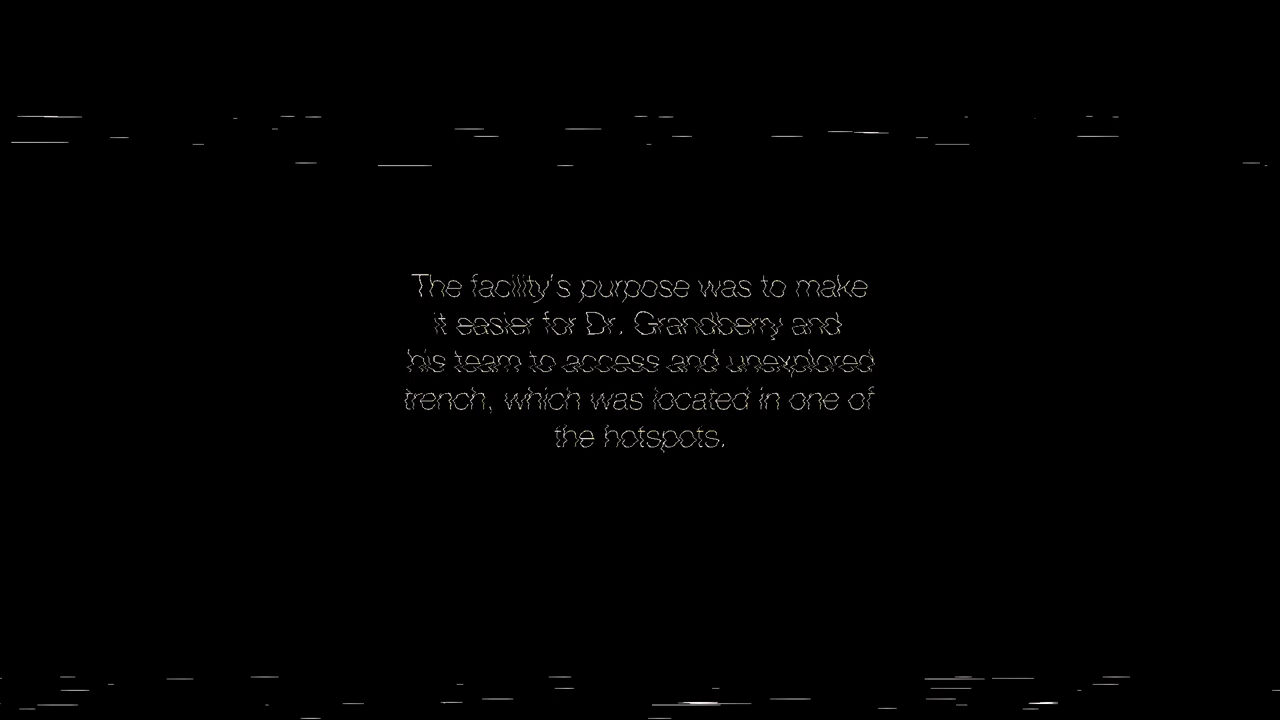 The facility's purpose was to make
it easier for Dr. Grandberry and
his team to access and unexplored
trench, which was located in one of
the hotspots.